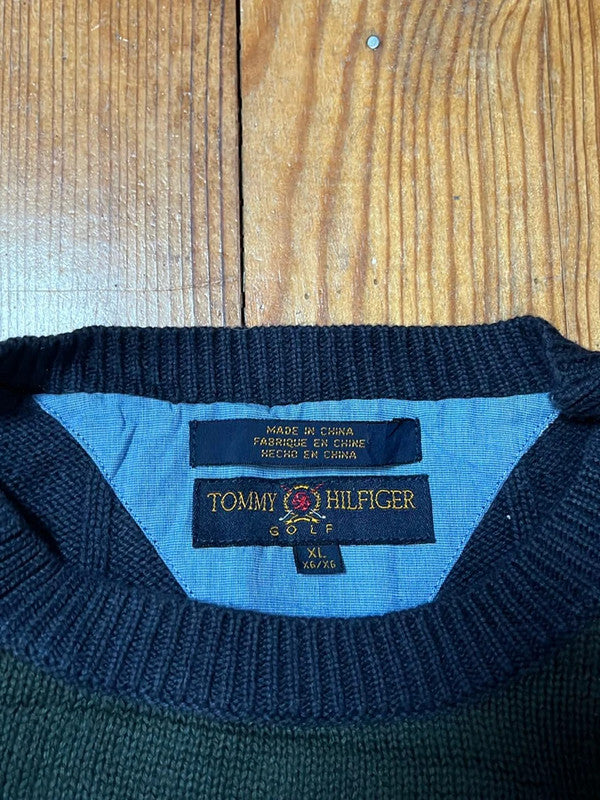 MADE IN CHINA
FABRIQUE EN CHINE
HECHO EN CHINA
TOMMY HILFIGER
GOLF
XL
XG/XG